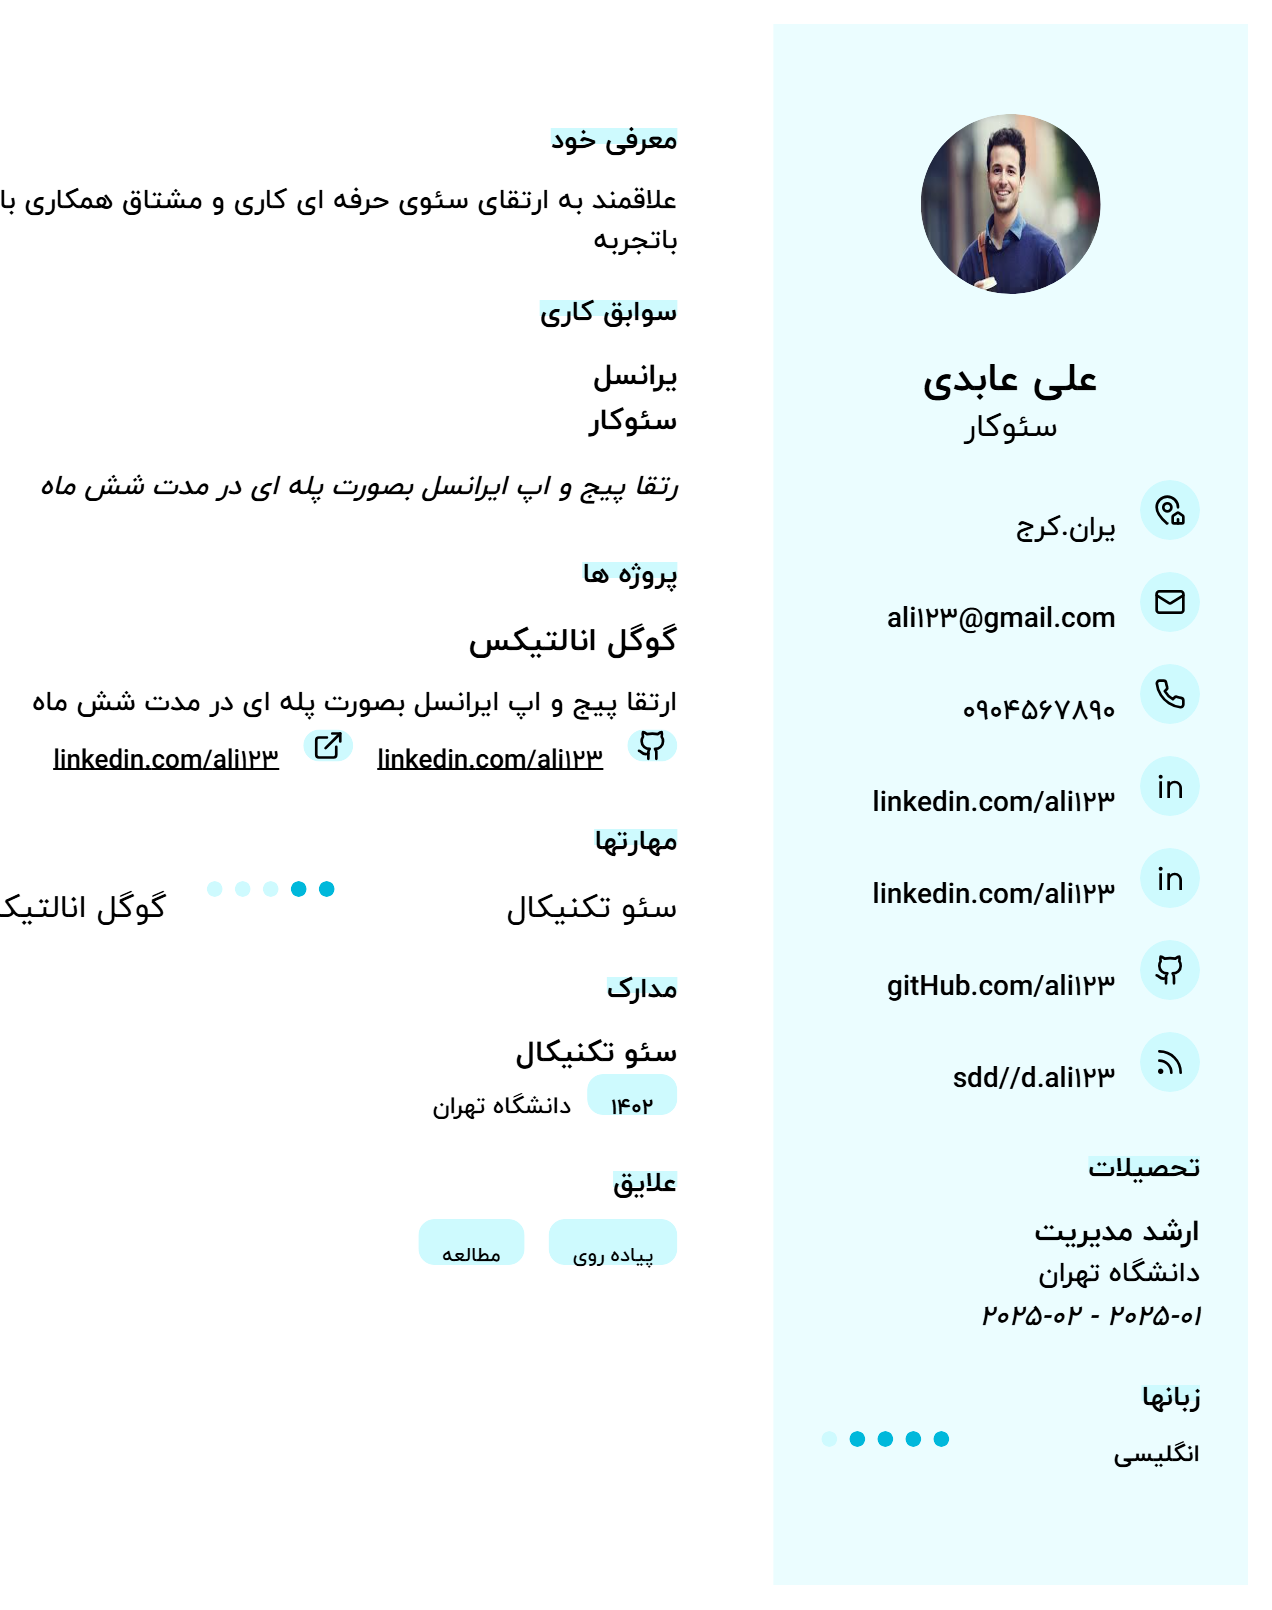 علی عابدی
سئوکار
یران.کرج
ali۱۲۳@gmail.com
۰۹۰۴۵۶۷۸۹۰
linkedin.com/ali۱۲۳
linkedin.com/ali۱۲۳
gitHub.com/ali۱۲۳
sdd//d.ali۱۲۳
تحصیلات
ارشد مدیریت
دانشگاه تهران
۲۰۲۵-۰۱ - ۲۰۲۵-۰۲
زبانها
انگلیسی
معرفی خود
علاقمند به ارتقای سئوی حرفه ای کاری و مشتاق همکاری با
باتجربه
سوابق کاری
یرانسل
سئوکار
رتقا پیج و اپ ایرانسل بصورت پله ای در مدت شش ماه
پروژه ها
گوگل انالتیکس
ارتقا پیج و اپ ایرانسل بصورت پله ای در مدت شش ماه
linkedin.com/ali۱۲۳ linkedin.com/ali۱۲۳
مهارتها
سئو تکنیکال گوگل انالتیک
مدارک
سئو تکنیکال
۱۴۰۲ دانشگاه تهران
علایق
پیاده روی مطالعه